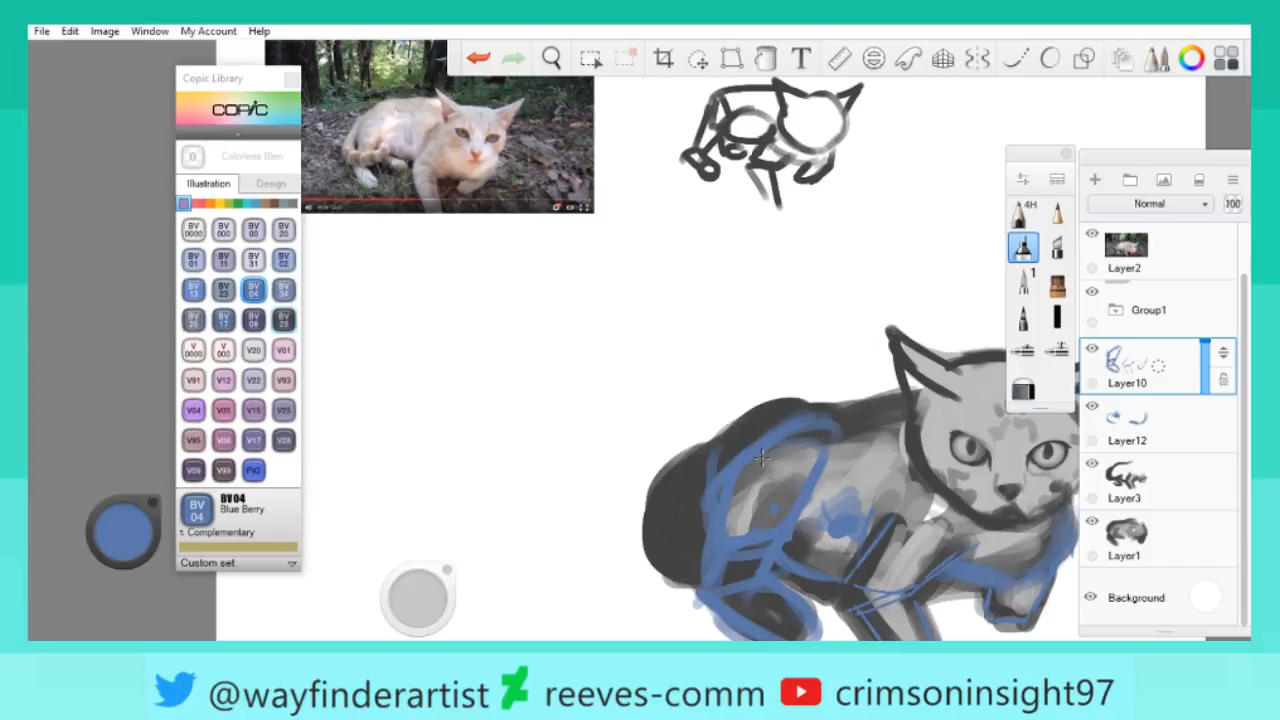 File Edit Image Window My Account Help
Copic Library
COPIC
0 Colorless Blen
Illustration Design
BV 0000 BV 000 BV 00 BV 20
BV 01 BV 11 BV 31 BV 02
BV 13 BV 23 BV 04 BV 34
BV 25 BV 17 BV 08 BV 29
V 0000 V 000 V20 V01
V91 V12 V22 V93
V04 V05 V15 V25
V95 V06 V17 V28
V09 V99 FV2
BV 04
BV04
Blue Berry
Complementary
Custom set
T
4H
1
Normal 100
Layer2
Group1
Layer10
Layer12
Layer3
Layer1
Background
@wayfinderartist reeves-comm crimsoninsight97